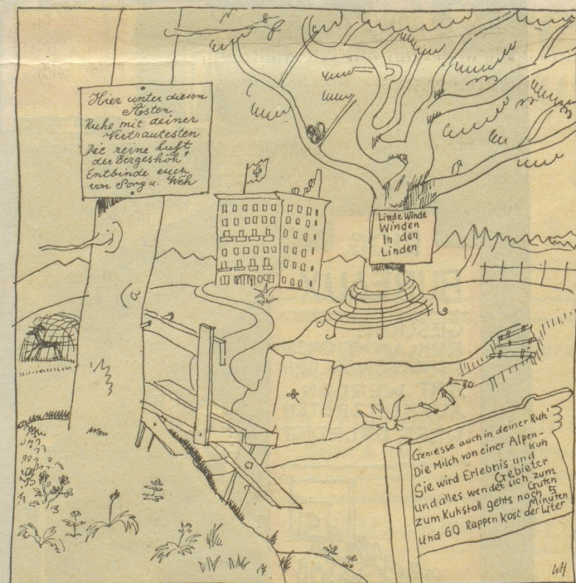 Hier unter diesen
Ästen
Ruhe mit deiner
Vertrautesten
Die reine Luft
der Bergeshöh'
Entbinde euch
von Sorg u. Weh
Linde Winde
Winden
In den
Linden
Geniesse auch in deiner Ruh'
Die Milch von einer Alpen-
Kuh
Sie wird Erlebnis und
Gebieter
und alles wendet sich zum
Guten
zum Kuhstall gehts noch 5
Minuten
und 60 Rappen kost der Liter
WH